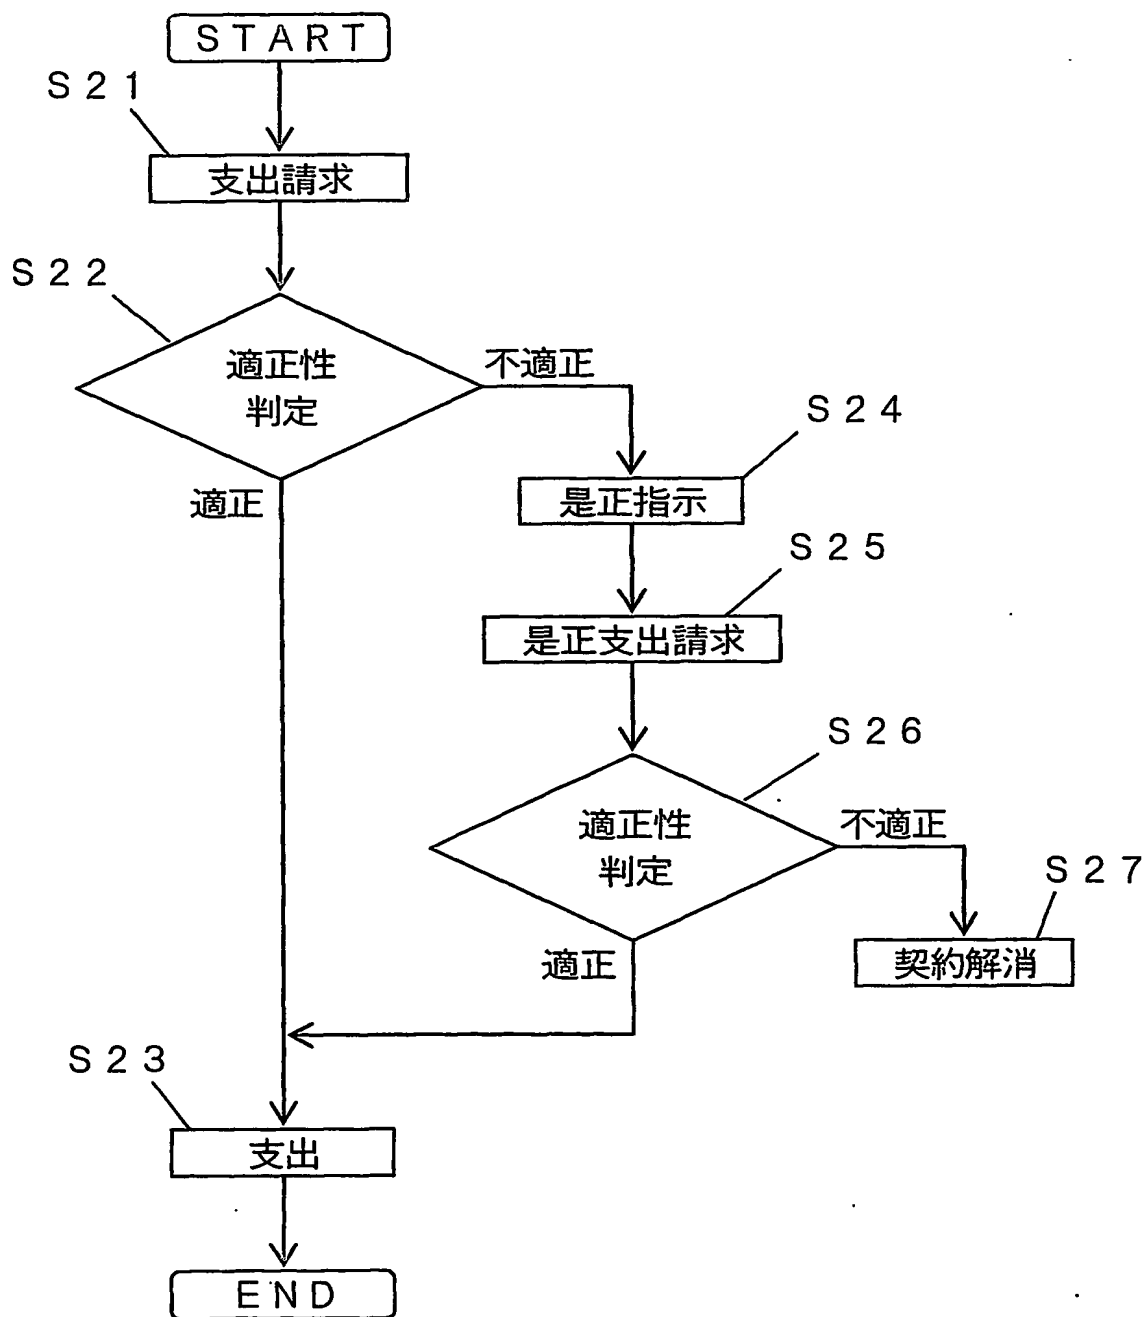 ＳＴＡＲＴ
Ｓ２１
支出請求
Ｓ２２
適正性
判定
不適正
適正
Ｓ２４
是正指示
Ｓ２５
是正支出請求
Ｓ２６
適正性
判定
不適正
適正
Ｓ２７
契約解消
Ｓ２３
支出
ＥＮＤ